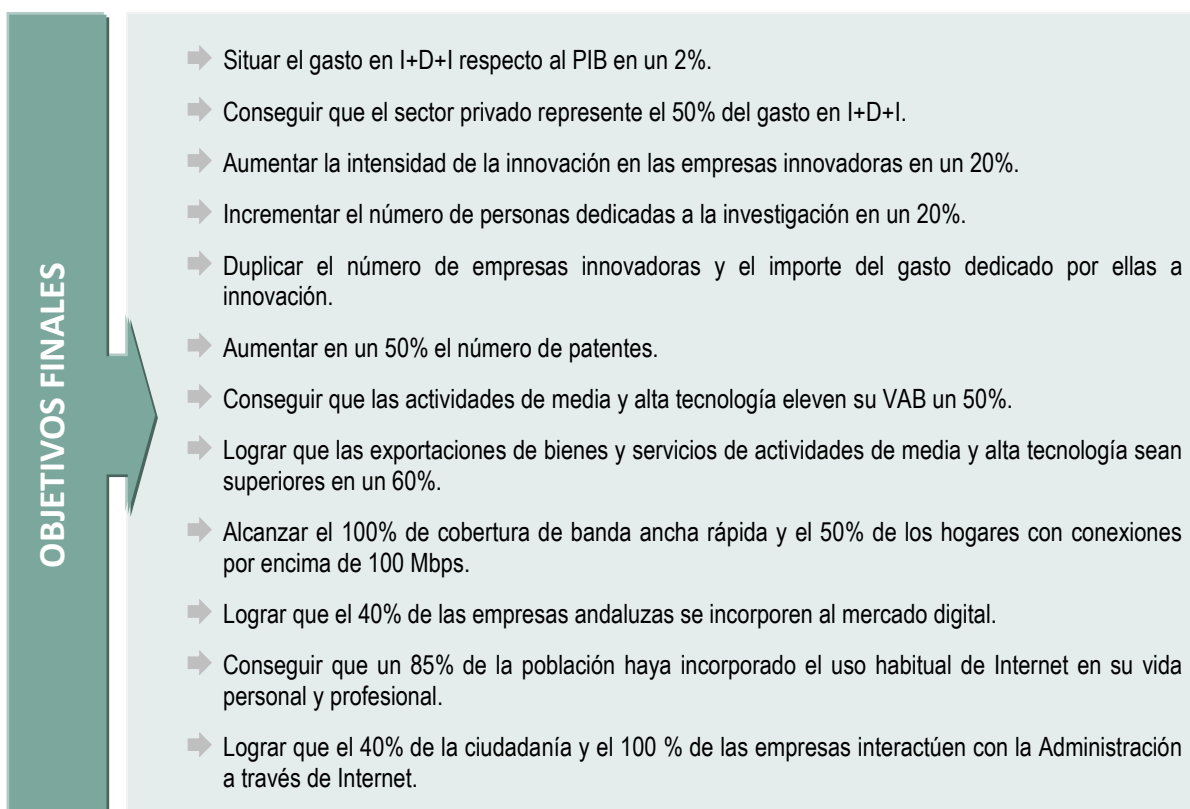 OBJETIVOS FINALES
Situar el gasto en I+D+I respecto al PIB en un 2%.
Conseguir que el sector privado represente el 50% del gasto en I+D+I.
Aumentar la intensidad de la innovación en las empresas innovadoras en un 20%.
Incrementar el número de personas dedicadas a la investigación en un 20%.
Duplicar el número de empresas innovadoras y el importe del gasto dedicado por ellas a
innovación.
Aumentar en un 50% el número de patentes.
Conseguir que las actividades de media y alta tecnología eleven su VAB un 50%.
Lograr que las exportaciones de bienes y servicios de actividades de media y alta tecnología sean
superiores en un 60%.
Alcanzar el 100% de cobertura de banda ancha rápida y el 50% de los hogares con conexiones
por encima de 100 Mbps.
Lograr que el 40% de las empresas andaluzas se incorporen al mercado digital.
Conseguir que un 85% de la población haya incorporado el uso habitual de Internet en su vida
personal y profesional.
Lograr que el 40% de la ciudadanía y el 100 % de las empresas interactúen con la Administración
a través de Internet.